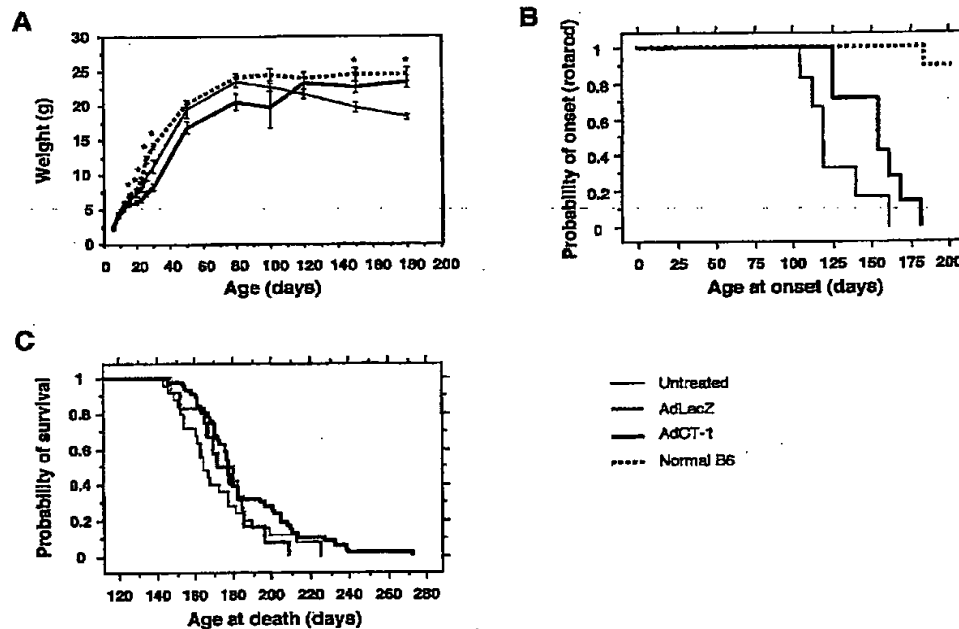 A
30
25
20
15
10
5
0
Weight (g)
0 20 40 60 80 100 120 140 160 180 200
Age (days)
B
1
0.8
0.6
0.4
0.2
0
Probability of onset (rotarod)
0 25 50 75 100 125 150 175 200
Age at onset (days)
C
1
0.8
0.6
0.4
0.2
0
Probability of survival
120 140 160 180 200 220 240 260 280
Age at death (days)
Untreated
AdLacZ
AdCT-1
Normal B6